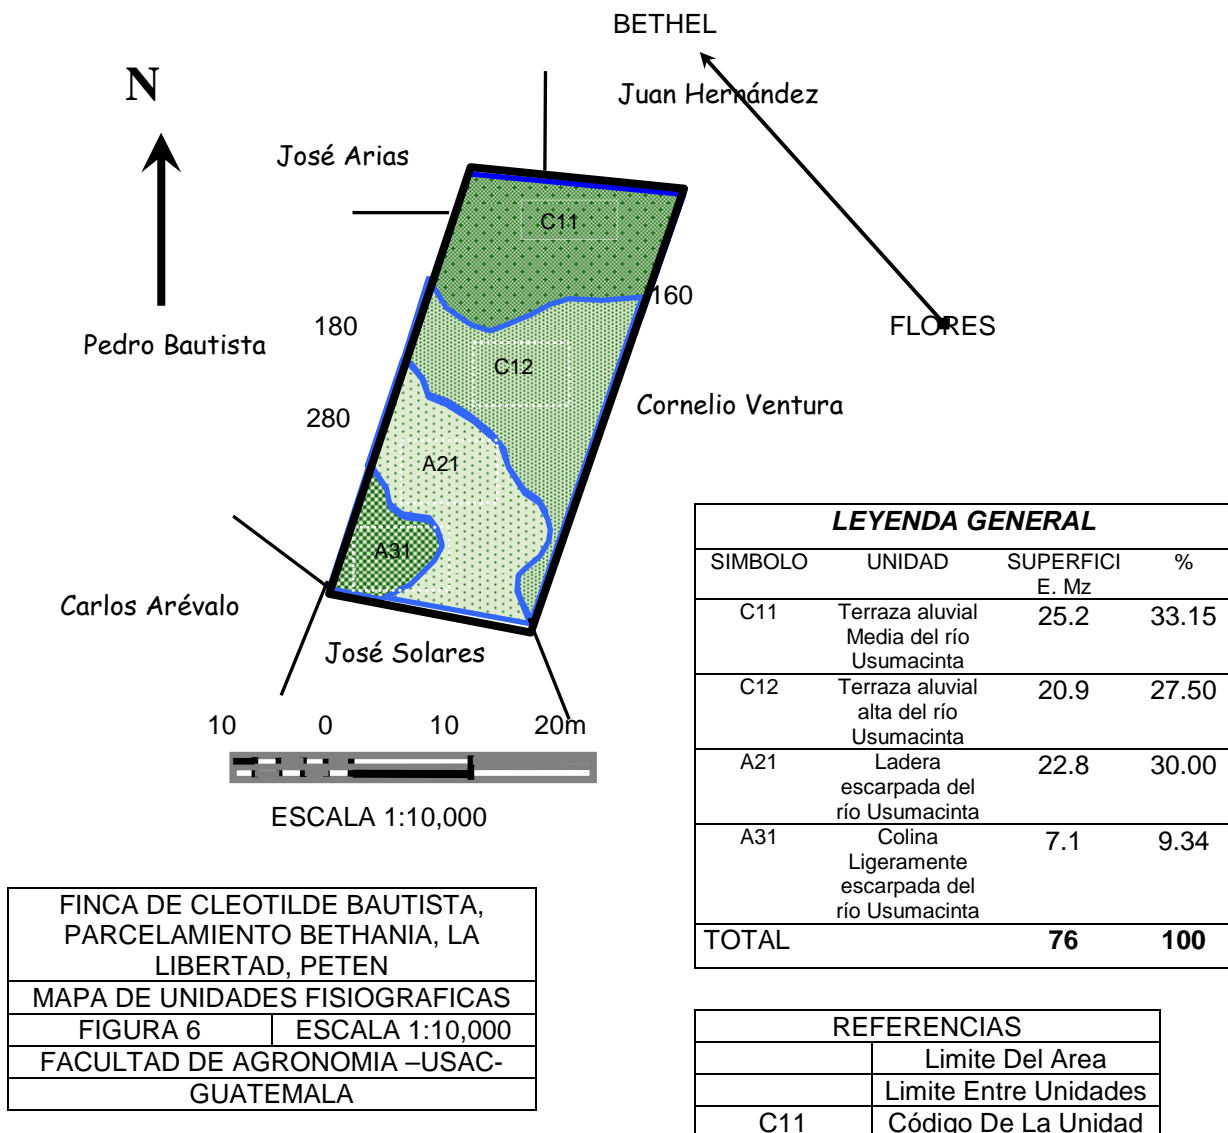 BETHEL
N
Juan Hernández
José Arias
C11
160
180
FLORES
Pedro Bautista
C12
280
Cornelio Ventura
A21
A31
Carlos Arévalo
José Solares
10 0 10 20m
ESCALA 1:10,000
LEYENDA GENERAL
SIMBOLO UNIDAD SUPERFICI %
E. Mz
C11 Terraza aluvial 25.2 33.15
Media del río
Usumacinta
C12 Terraza aluvial 20.9 27.50
alta del río
Usumacinta
A21 Ladera 22.8 30.00
escarpada del
río Usumacinta
A31 Colina 7.1 9.34
Ligeramente
escarpada del
río Usumacinta
TOTAL 76 100
FINCA DE CLEOTILDE BAUTISTA,
PARCELAMIENTO BETHANIA, LA
LIBERTAD, PETEN
MAPA DE UNIDADES FISIOGRAFICAS
FIGURA 6 ESCALA 1:10,000
FACULTAD DE AGRONOMIA –USAC-
GUATEMALA
REFERENCIAS
Limite Del Area
Limite Entre Unidades
C11 Código De La Unidad